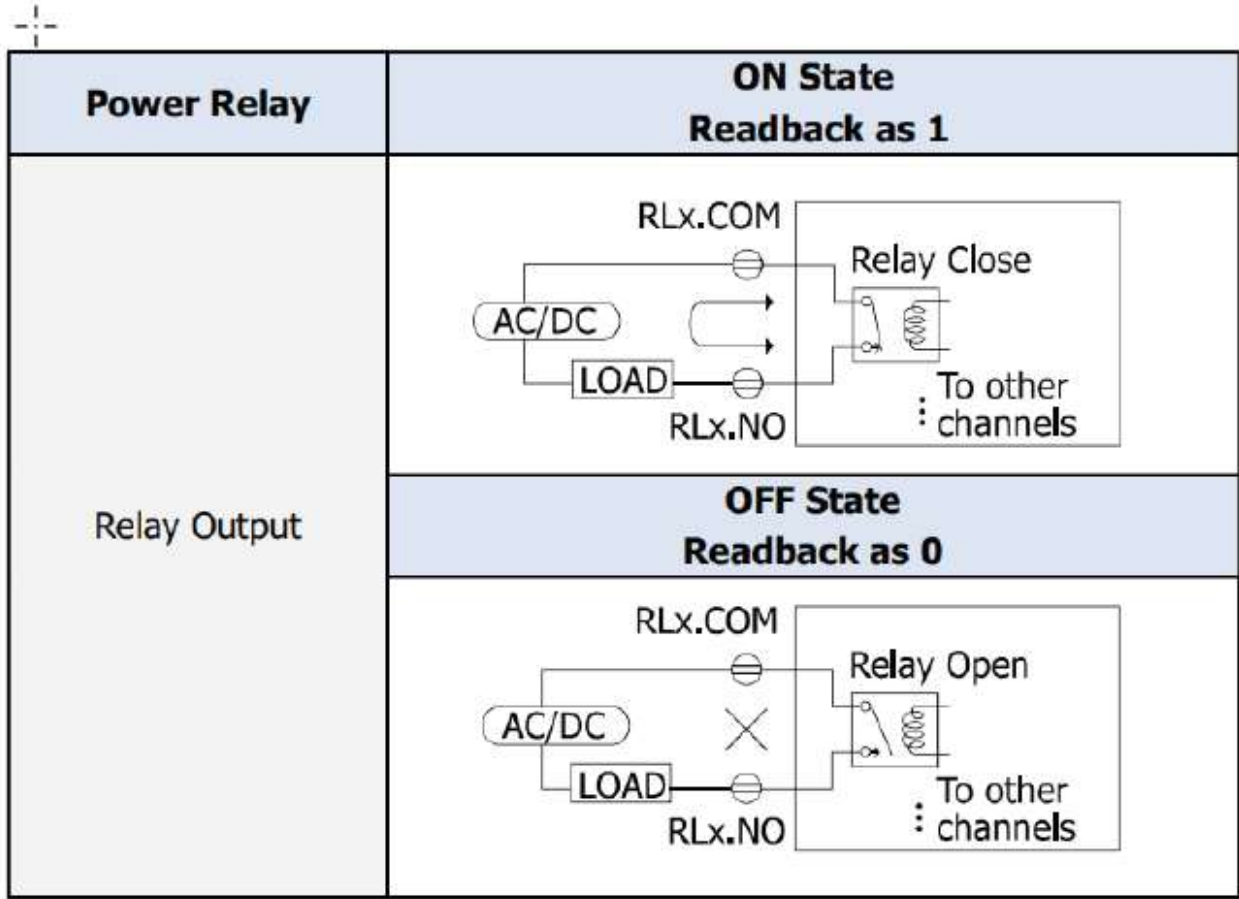 Power Relay
ON State
Readback as 1
Relay Output
RLx.COM
Relay Close
AC/DC
LOAD
To other
channels
RLx.NO
OFF State
Readback as 0
RLx.COM
Relay Open
AC/DC
LOAD
To other
channels
RLx.NO